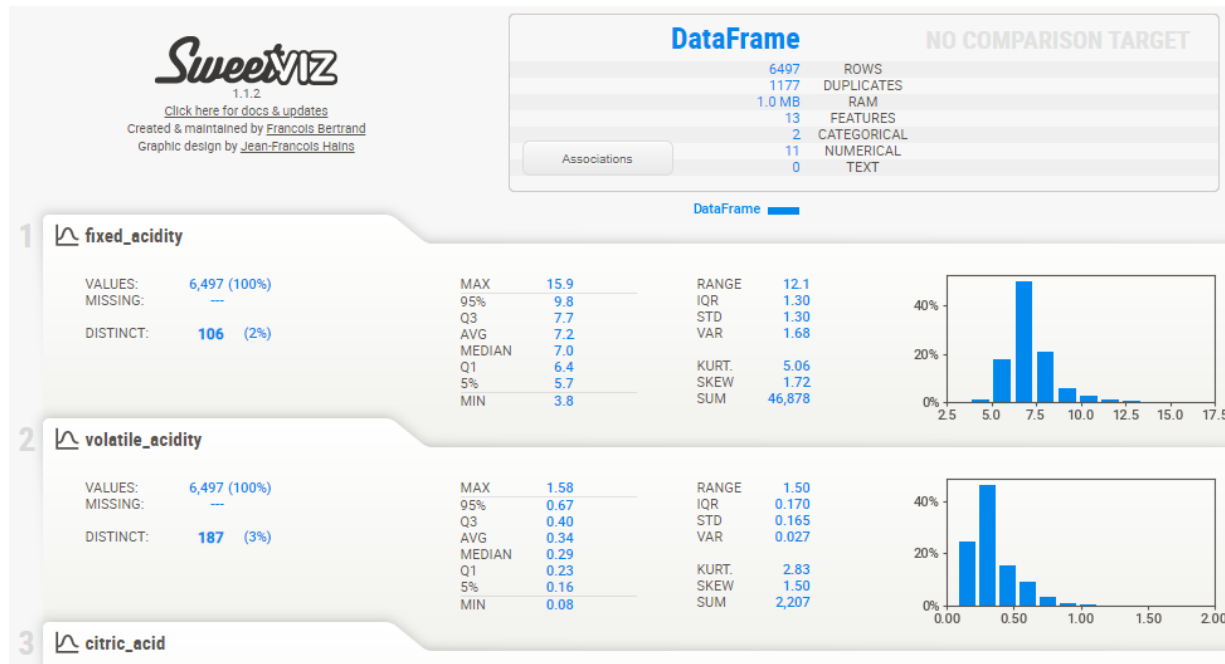 SweetVIZ
1.1.2
Click here for docs & updates
Created & maintained by Francois Bertrand
Graphic design by Jean-Francois Hains
DataFrame NO COMPARISON TARGET
6497 ROWS
1177 DUPLICATES
1.0 MB RAM
13 FEATURES
2 CATEGORICAL
11 NUMERICAL
0 TEXT
Associations
DataFrame
1 fixed_acidity
VALUES: 6,497 (100%)
MISSING: ---
DISTINCT: 106 (2%)
MAX 15.9
95% 9.8
Q3 7.7
AVG 7.2
MEDIAN 7.0
Q1 6.4
5% 5.7
MIN 3.8
RANGE 12.1
IQR 1.30
STD 1.30
VAR 1.68
KURT. 5.06
SKEW 1.72
SUM 46,878
40%
20%
0%
2.5 5.0 7.5 10.0 12.5 15.0 17.5
2 volatile_acidity
VALUES: 6,497 (100%)
MISSING: ---
DISTINCT: 187 (3%)
MAX 1.58
95% 0.67
Q3 0.40
AVG 0.34
MEDIAN 0.29
Q1 0.23
5% 0.16
MIN 0.08
RANGE 1.50
IQR 0.170
STD 0.165
VAR 0.027
KURT. 2.83
SKEW 1.50
SUM 2,207
40%
20%
0%
0.00 0.50 1.00 1.50 2.00
3 citric_acid